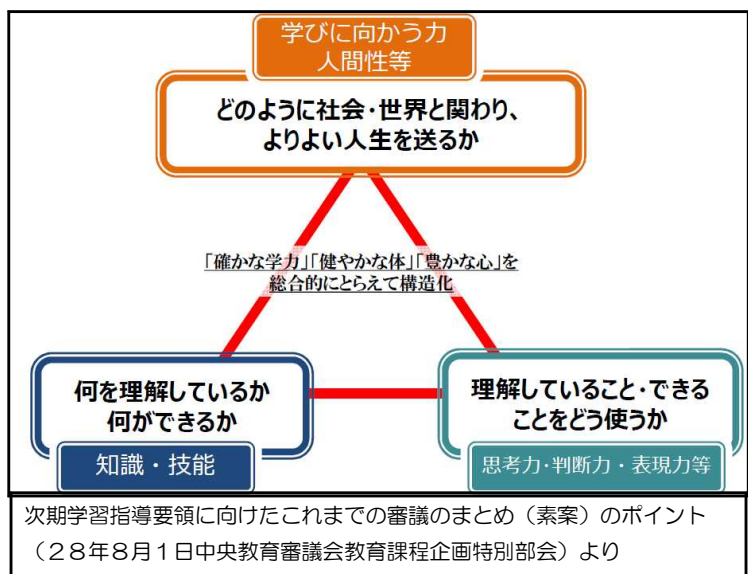 学びに向かう力
人間性等
どのように社会・世界と関わり、
よりよい人生を送るか
「確かな学力」「健やかな体」「豊かな心」を
総合的にとらえて構造化
何を理解しているか
何ができるか
知識・技能
理解していること・できる
ことをどう使うか
思考力・判断力・表現力等
次期学習指導要領に向けたこれまでの審議のまとめ（素案）のポイント
（２８年８月１日中央教育審議会教育課程企画特別部会）より